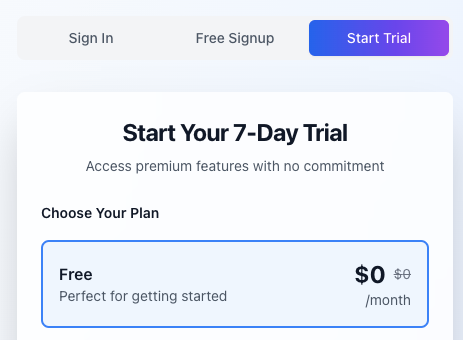 Sign In Free Signup Start Trial
Start Your 7-Day Trial
Access premium features with no commitment
Choose Your Plan
Free $0 $0
Perfect for getting started /month